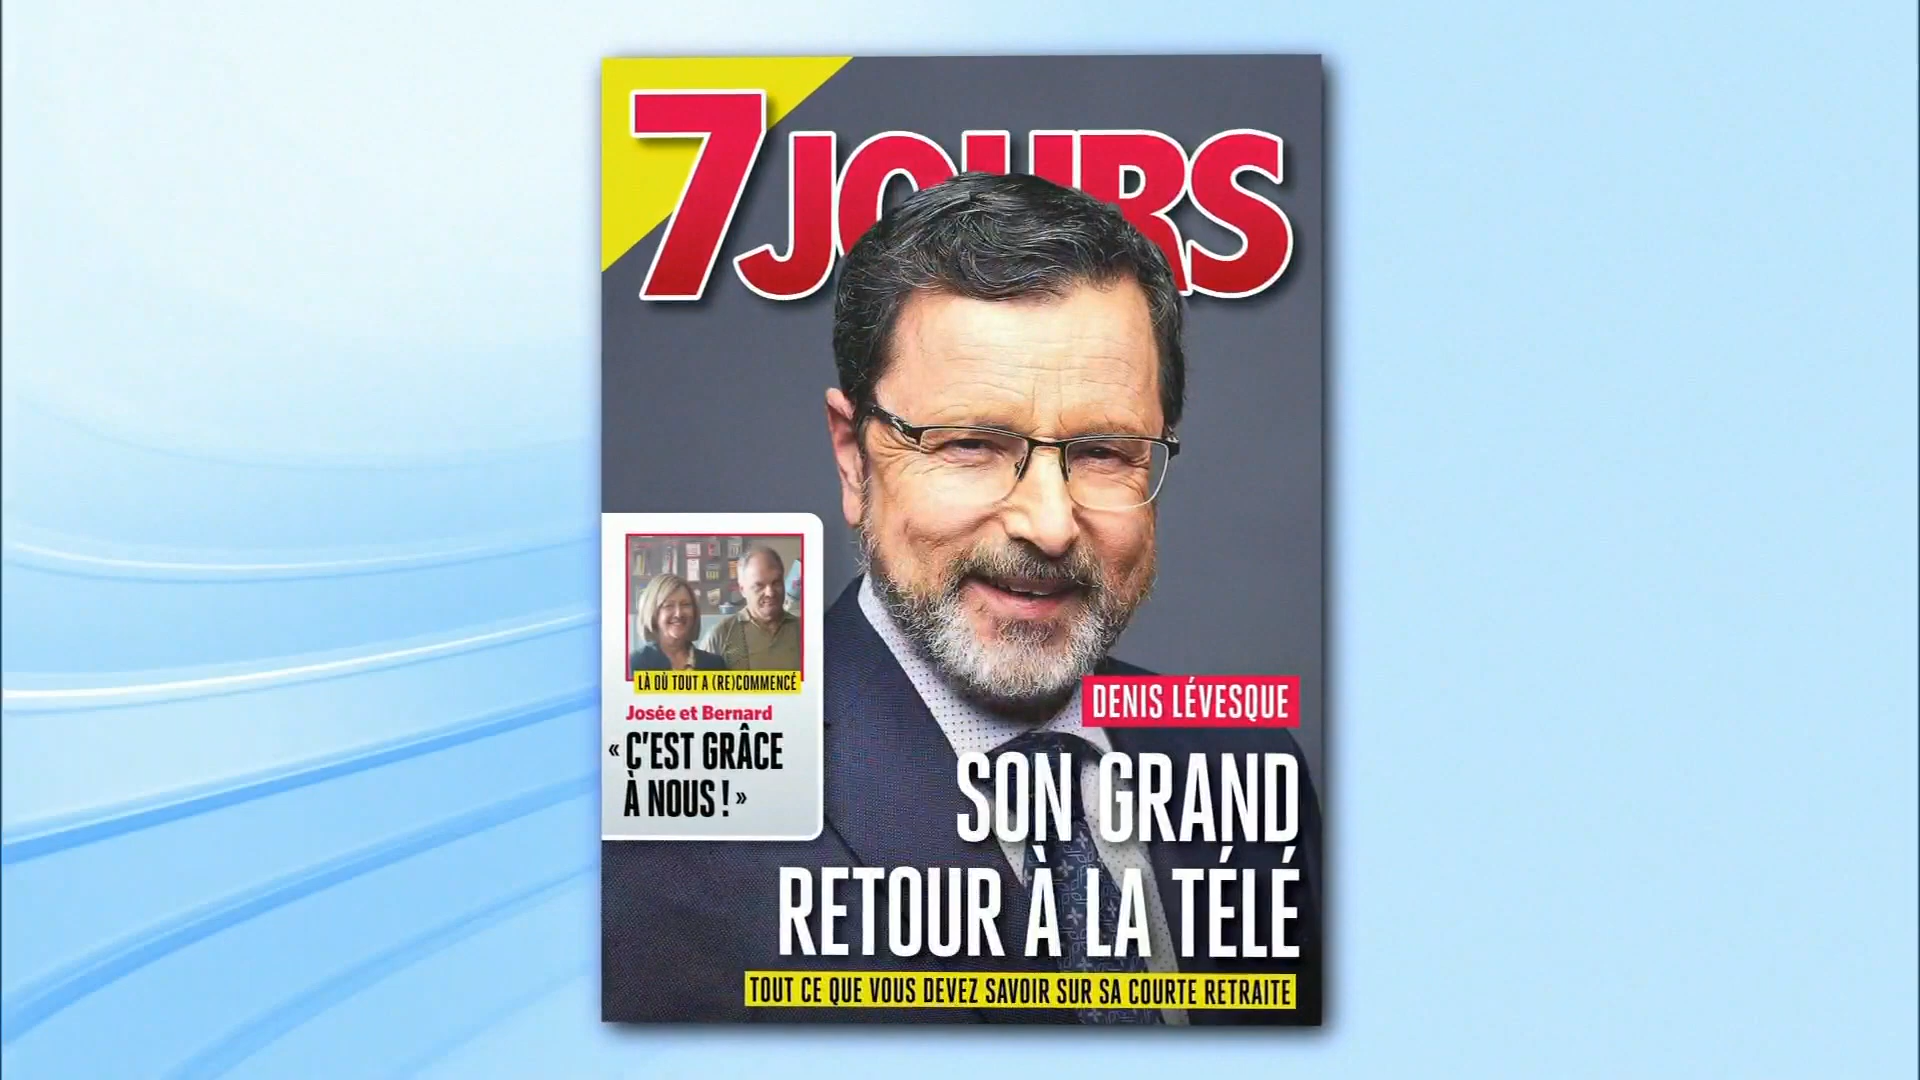 7JOURS
LÀ OÙ TOUT A (RE)COMMENCÉ
Josée et Bernard
« C'EST GRÂCE
À NOUS ! »
DENIS LÉVESQUE
SON GRAND
RETOUR À LA TÉLÉ
TOUT CE QUE VOUS DEVEZ SAVOIR SUR SA COURTE RETRAITE